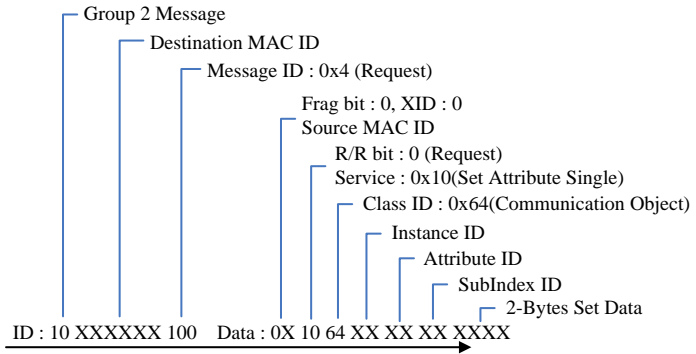 Group 2 Message
Destination MAC ID
Message ID : 0x4 (Request)
Frag bit : 0, XID : 0
Source MAC ID
R/R bit : 0 (Request)
Service : 0x10(Set Attribute Single)
Class ID : 0x64(Communication Object)
Instance ID
Attribute ID
SubIndex ID
2-Bytes Set Data
ID : 10 XXXXXX 100 Data : 0X 10 64 XX XX XX XXXX